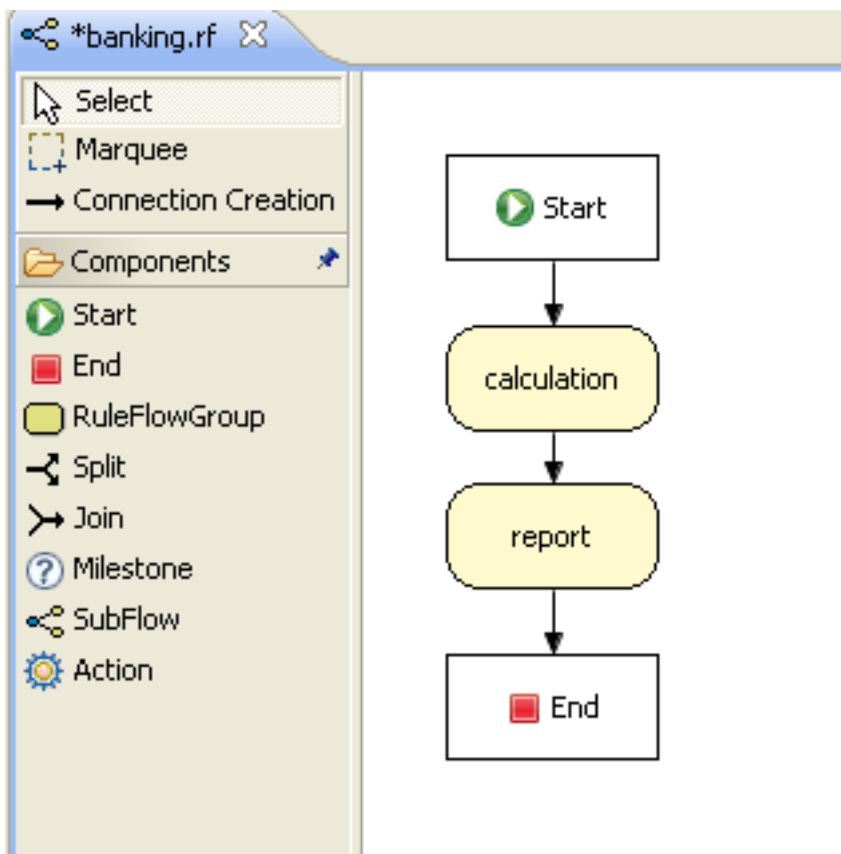 *banking.rf
Select
Marquee
Connection Creation
Components
Start
End
RuleFlowGroup
Split
Join
Milestone
SubFlow
Action
Start
calculation
report
End